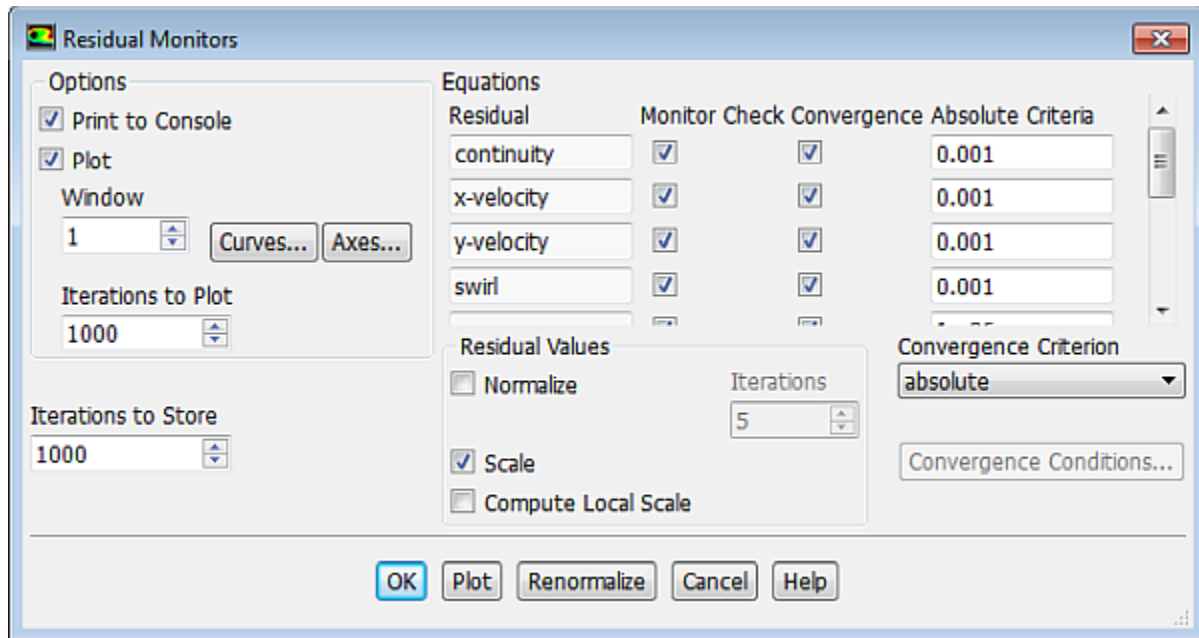 Residual Monitors
Options
Print to Console
Plot
Window
1
Curves...
Axes...
Iterations to Plot
1000
Iterations to Store
1000
Equations
Residual Monitor Check Convergence Absolute Criteria
continuity 0.001
x-velocity 0.001
y-velocity 0.001
swirl 0.001
Residual Values
Normalize
Iterations
5
Scale
Compute Local Scale
Convergence Criterion
absolute
Convergence Conditions...
OK Plot Renormalize Cancel Help